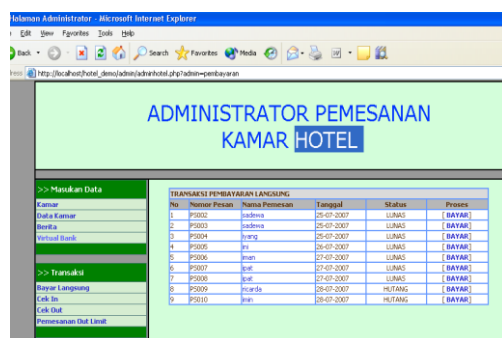 Halaman Administrator - Microsoft Internet Explorer
Edit View Favorites Tools Help
Back Search Favorites Media
http://localhost/hotel_demo/admin/adminhotel.php?admin=pembayaran
ADMINISTRATOR PEMESANAN
KAMAR HOTEL
>> Masukan Data
Kamar
Data Kamar
Berita
Virtual Bank
>> Transaksi
Bayar Langsung
Cek In
Cek Out
Pemesanan Out Limit
TRANSAKSI PEMBAYARAN LANGSUNG
No Nomor Pesan Nama Pemesan Tanggal Status Proses
1 PS002 sadewa 25-07-2007 LUNAS [ BAYAR]
2 PS003 sadewa 25-07-2007 LUNAS [ BAYAR]
3 PS004 iyang 25-07-2007 LUNAS [ BAYAR]
4 PS005 ini 26-07-2007 LUNAS [ BAYAR]
5 PS006 iman 27-07-2007 LUNAS [ BAYAR]
6 PS007 ipat 27-07-2007 LUNAS [ BAYAR]
7 PS008 ipat 27-07-2007 LUNAS [ BAYAR]
8 PS009 ricarda 28-07-2007 HUTANG [ BAYAR]
9 PS010 imin 28-07-2007 HUTANG [ BAYAR]